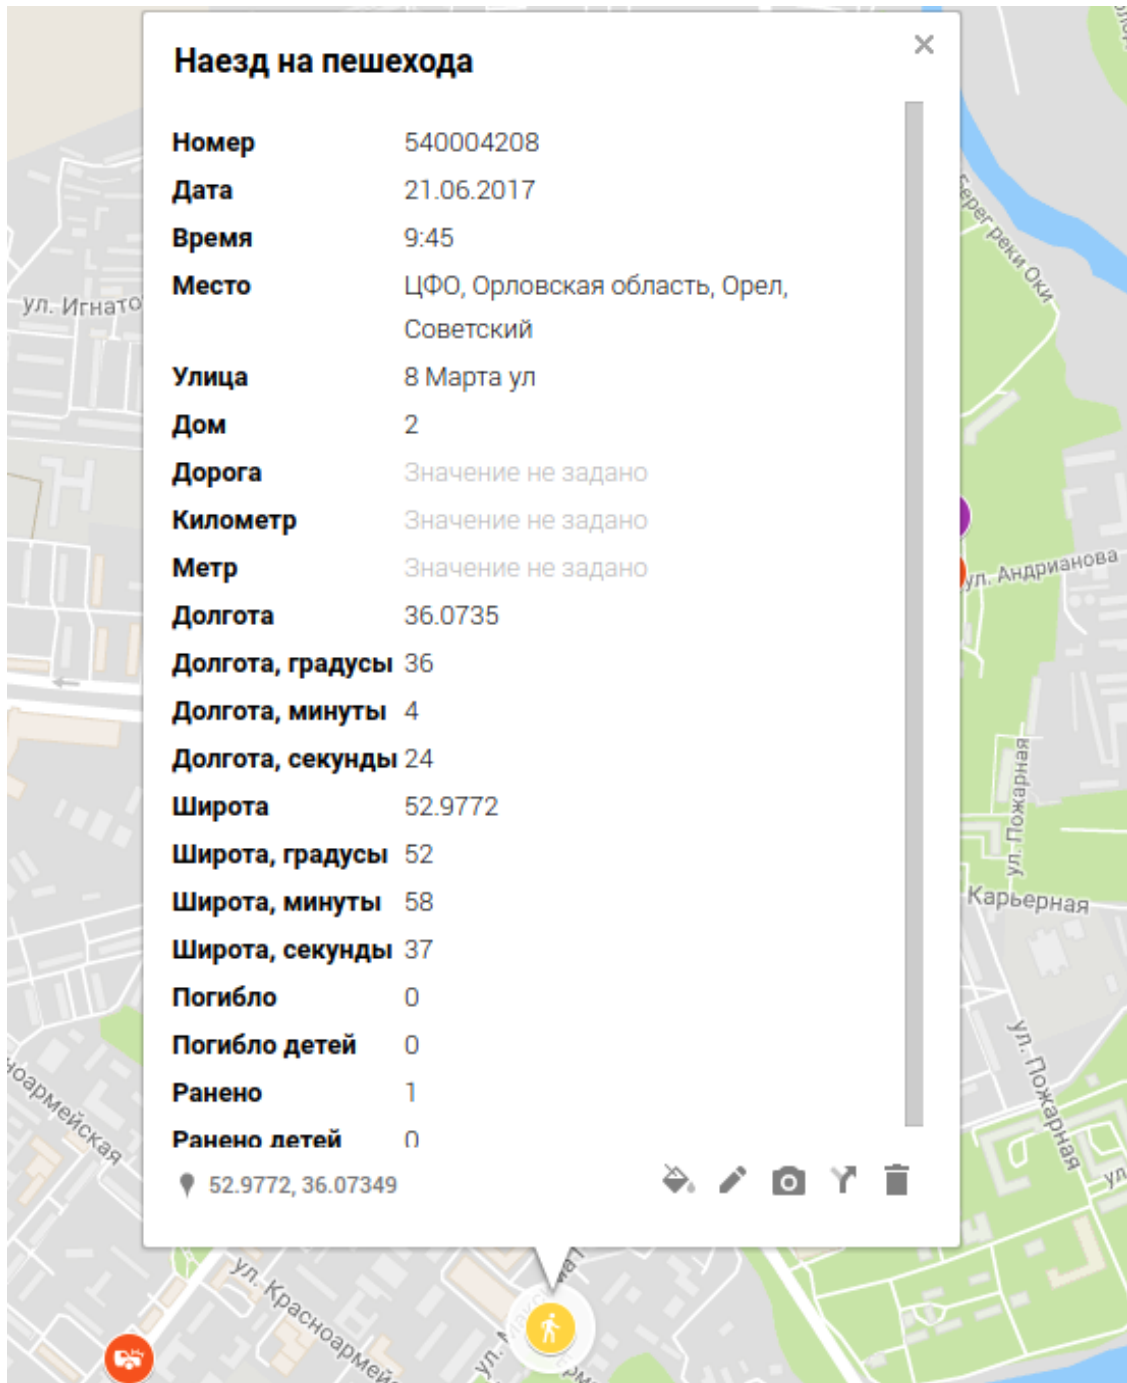 Наезд на пешехода
Номер 540004208
Дата 21.06.2017
Время 9:45
Место ЦФО, Орловская область, Орел,
Советский
Улица 8 Марта ул
Дом 2
Дорога Значение не задано
Километр Значение не задано
Метр Значение не задано
Долгота 36.0735
Долгота, градусы 36
Долгота, минуты 4
Долгота, секунды 24
Широта 52.9772
Широта, градусы 52
Широта, минуты 58
Широта, секунды 37
Погибло 0
Погибло детей 0
Ранено 1
Ранено детей 0
52.9772, 36.07349
ул. Игнато
Берег реки Оки
ул. Андрианова
ул. Пожарная
Карьерная
ул. Пожарная
ул
ноармейская
ул. Красноармей
ул.